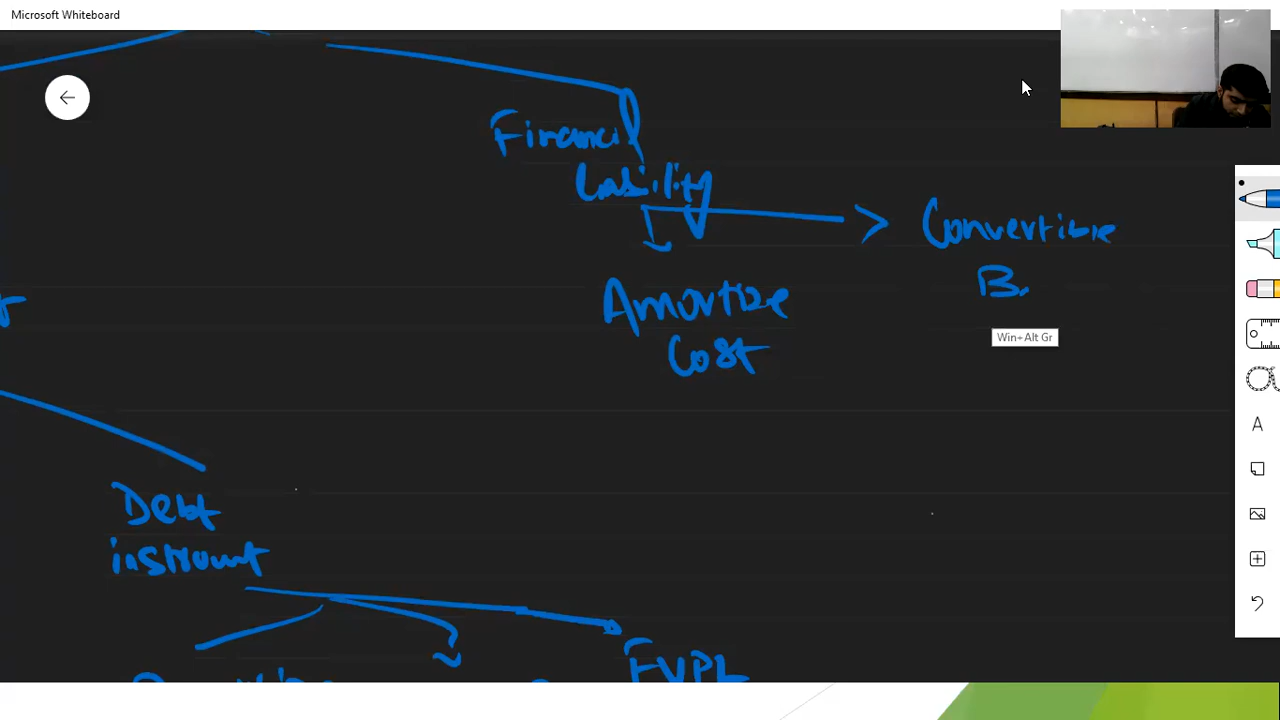 Microsoft Whiteboard
Financial
Liability
Convertible
B.
Amortize
Cost
Win+Alt Gr
A
Debt
instrument
FVPL